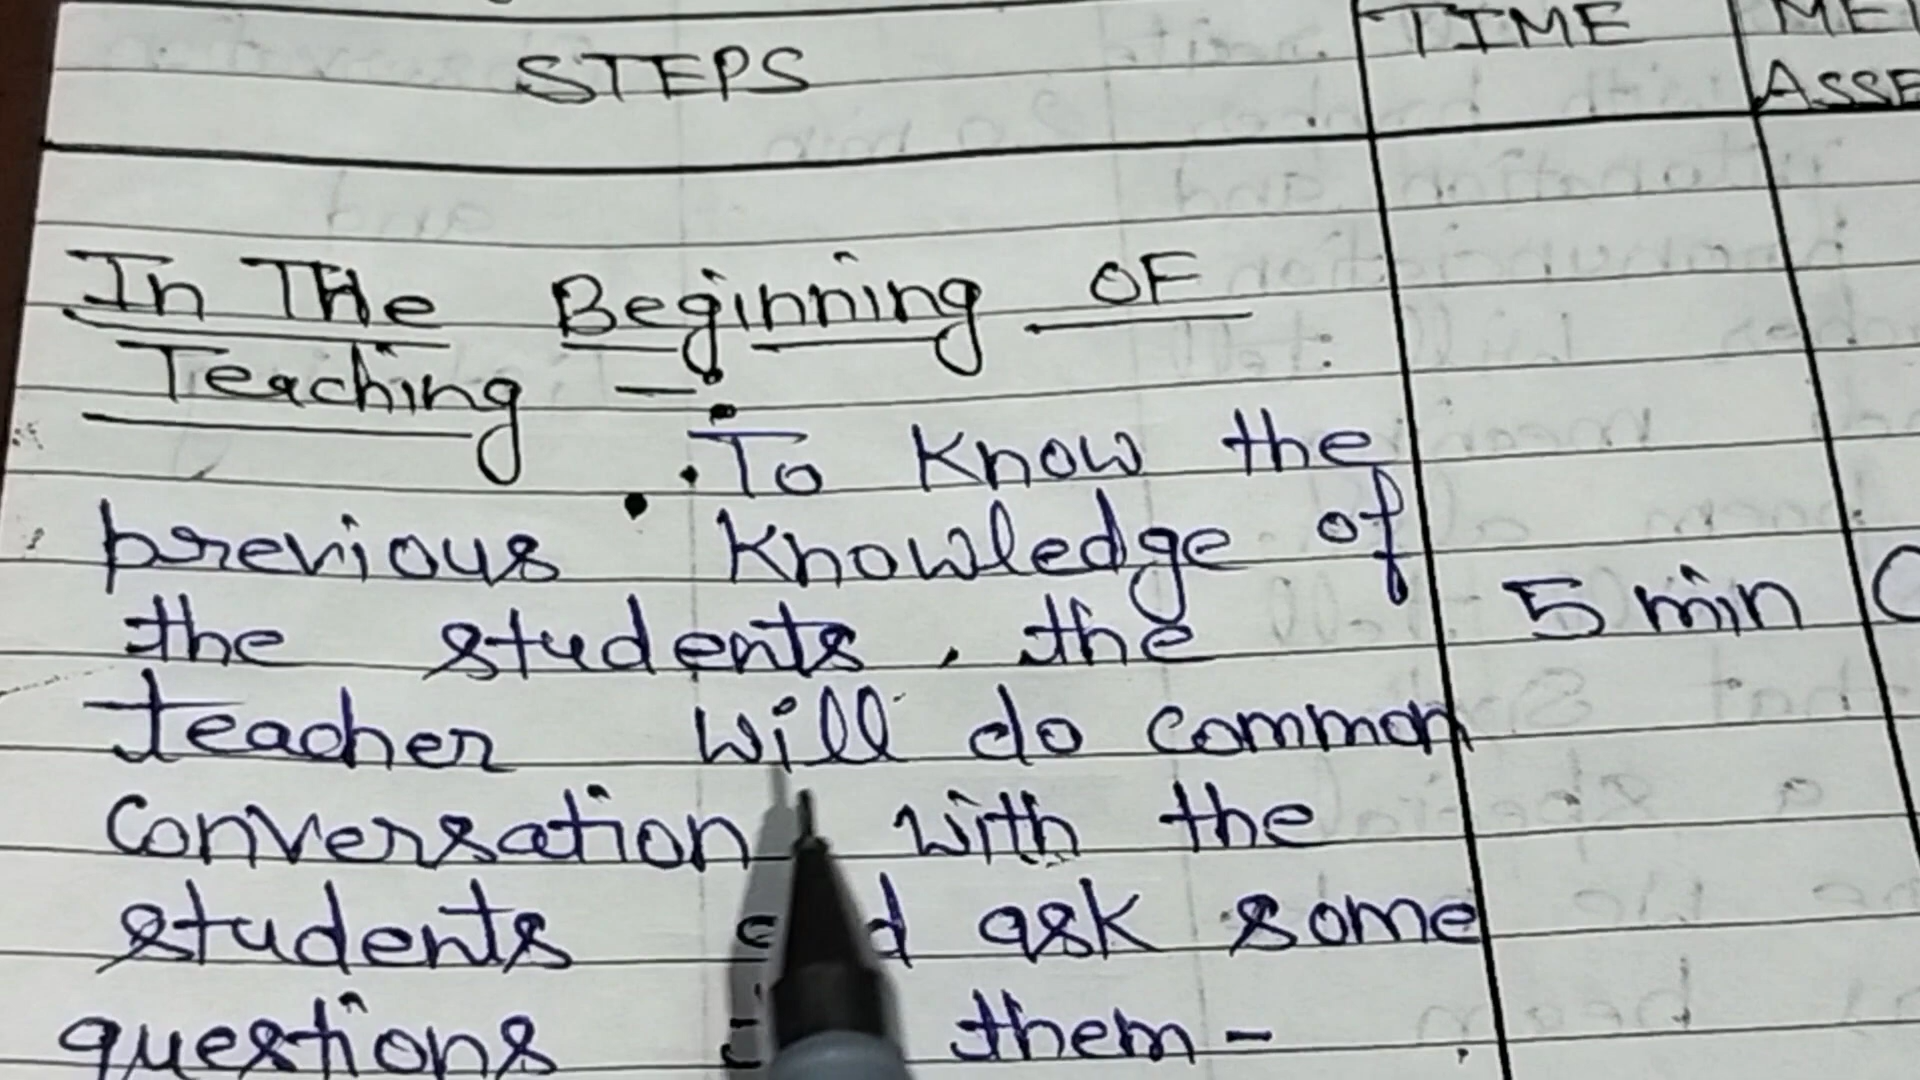 STEPS
TIME
In THe Beginning OF
Teaching -
To Know the
previous Knowledge of
the students, the
teacher will do common
conversation with the
students ask some
questions them-
5 min